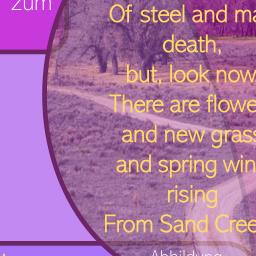 zum
Of steel and ma
death,
but, look now
There are flowe
and new grass
and spring win
rising
From Sand Cree
Abbildung